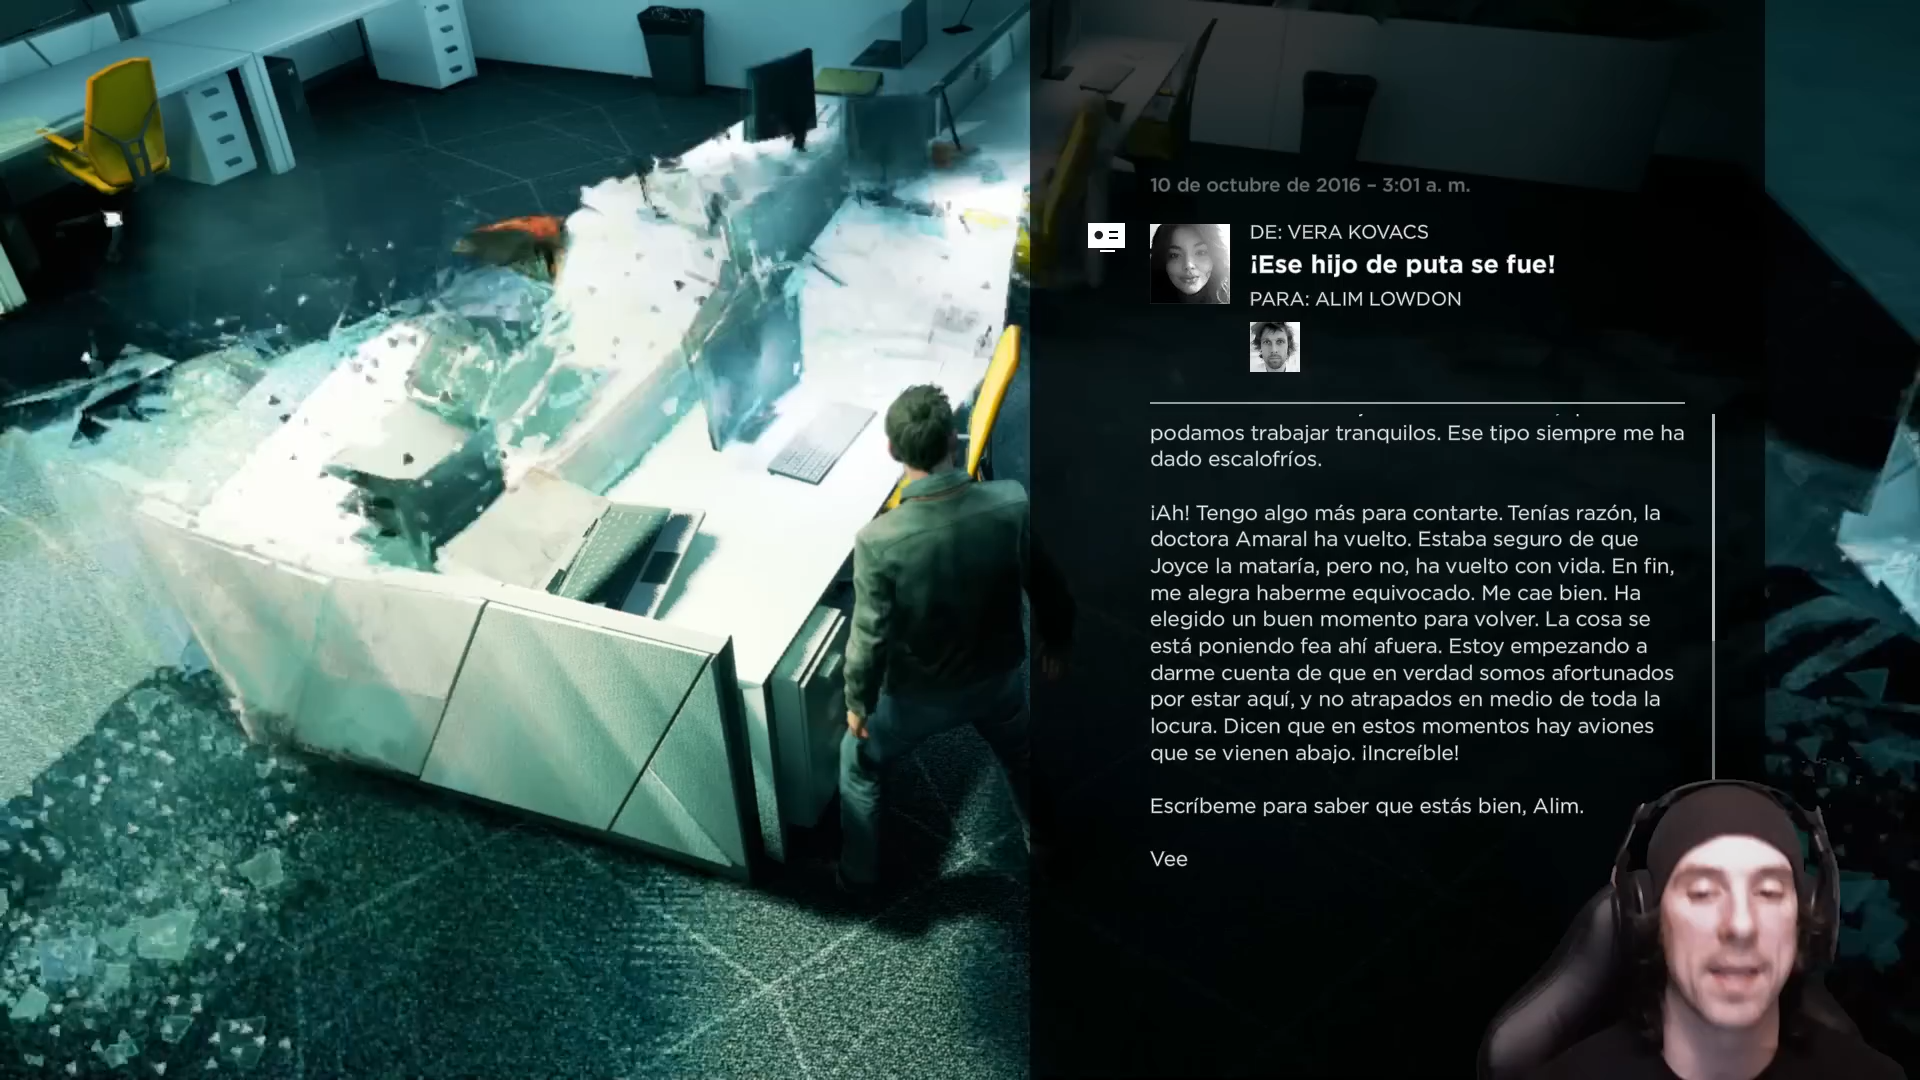 10 de octubre de 2016 – 3:01 a. m.
DE: VERA KOVACS
¡Ese hijo de puta se fue!
PARA: ALIM LOWDON
podamos trabajar tranquilos. Ese tipo siempre me ha
dado escalofríos.
¡Ah! Tengo algo más para contarte. Tenías razón, la
doctora Amaral ha vuelto. Estaba seguro de que
Joyce la mataría, pero no, ha vuelto con vida. En fin,
me alegra haberme equivocado. Me cae bien. Ha
elegido un buen momento para volver. La cosa se
está poniendo fea ahí afuera. Estoy empezando a
darme cuenta de que en verdad somos afortunados
por estar aquí, y no atrapados en medio de toda la
locura. Dicen que en estos momentos hay aviones
que se vienen abajo. ¡Increíble!
Escríbeme para saber que estás bien, Alim.
Vee